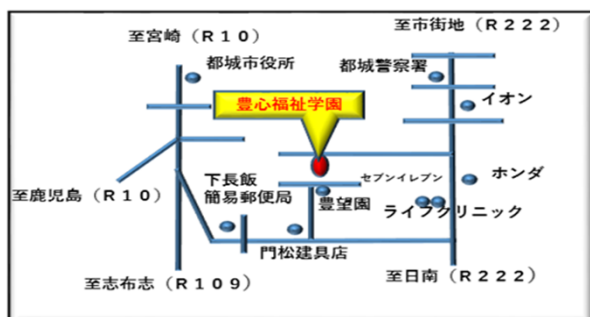 至市街地（Ｒ２２２）
至宮崎（Ｒ１０）
都城市役所
都城警察署
豊心福祉学園
イオン
セブンイレブン
ホンダ
至鹿児島（Ｒ１０）
下長飯
簡易郵便局
豊望園
ライフクリニック
門松建具店
至志布志（Ｒ１０９）
至日南（Ｒ２２２）